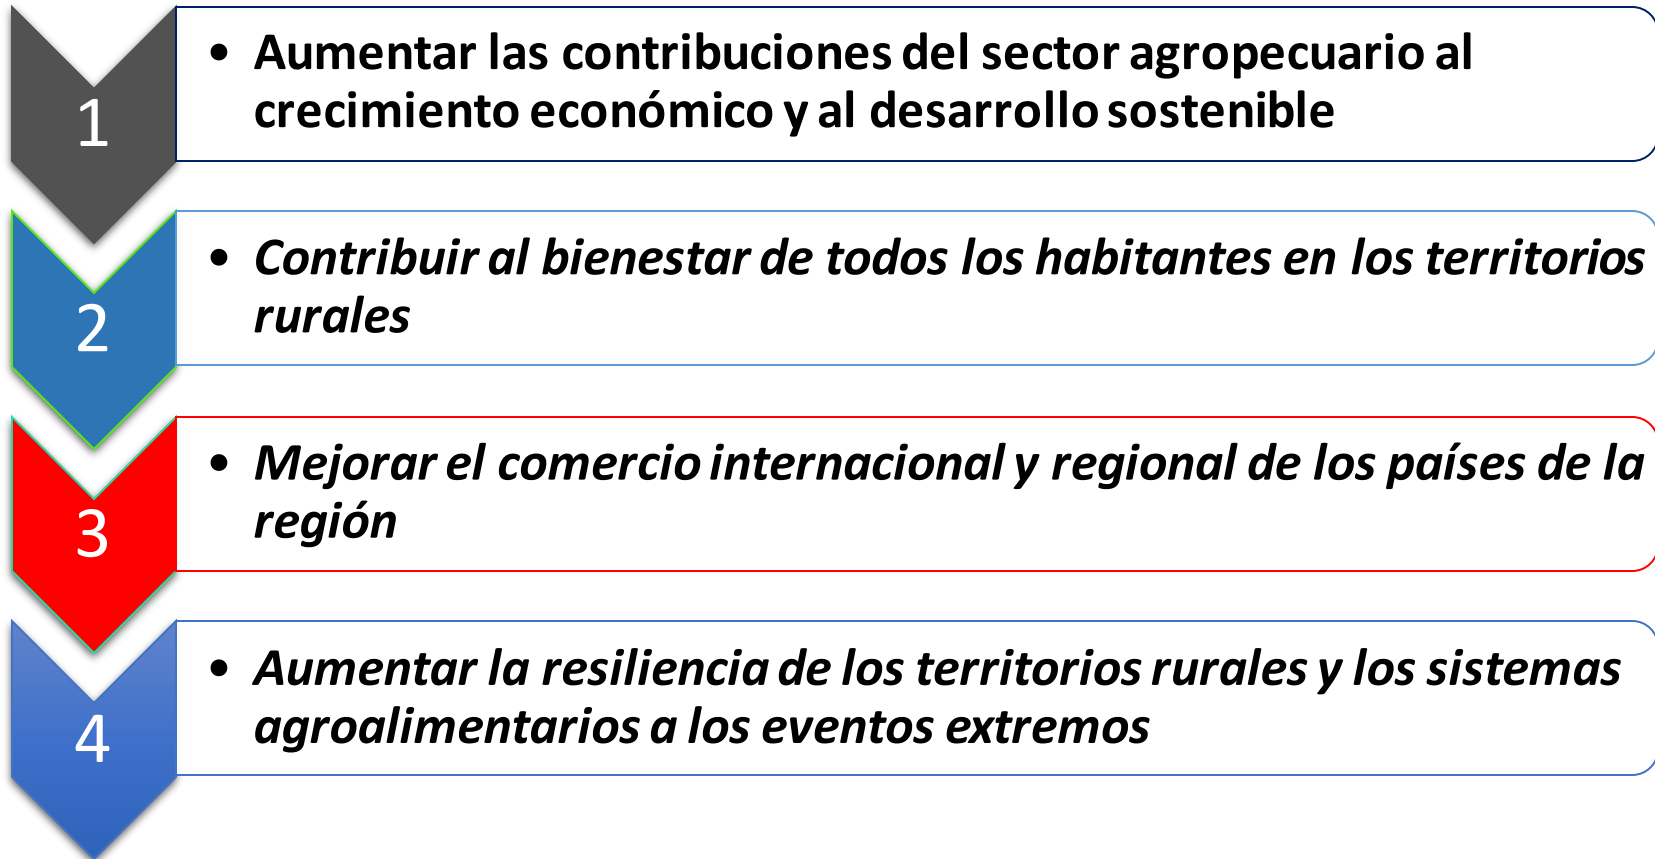 1
• Aumentar las contribuciones del sector agropecuario al
crecimiento económico y al desarrollo sostenible
2
• Contribuir al bienestar de todos los habitantes en los territorios
rurales
3
• Mejorar el comercio internacional y regional de los países de la
región
4
• Aumentar la resiliencia de los territorios rurales y los sistemas
agroalimentarios a los eventos extremos